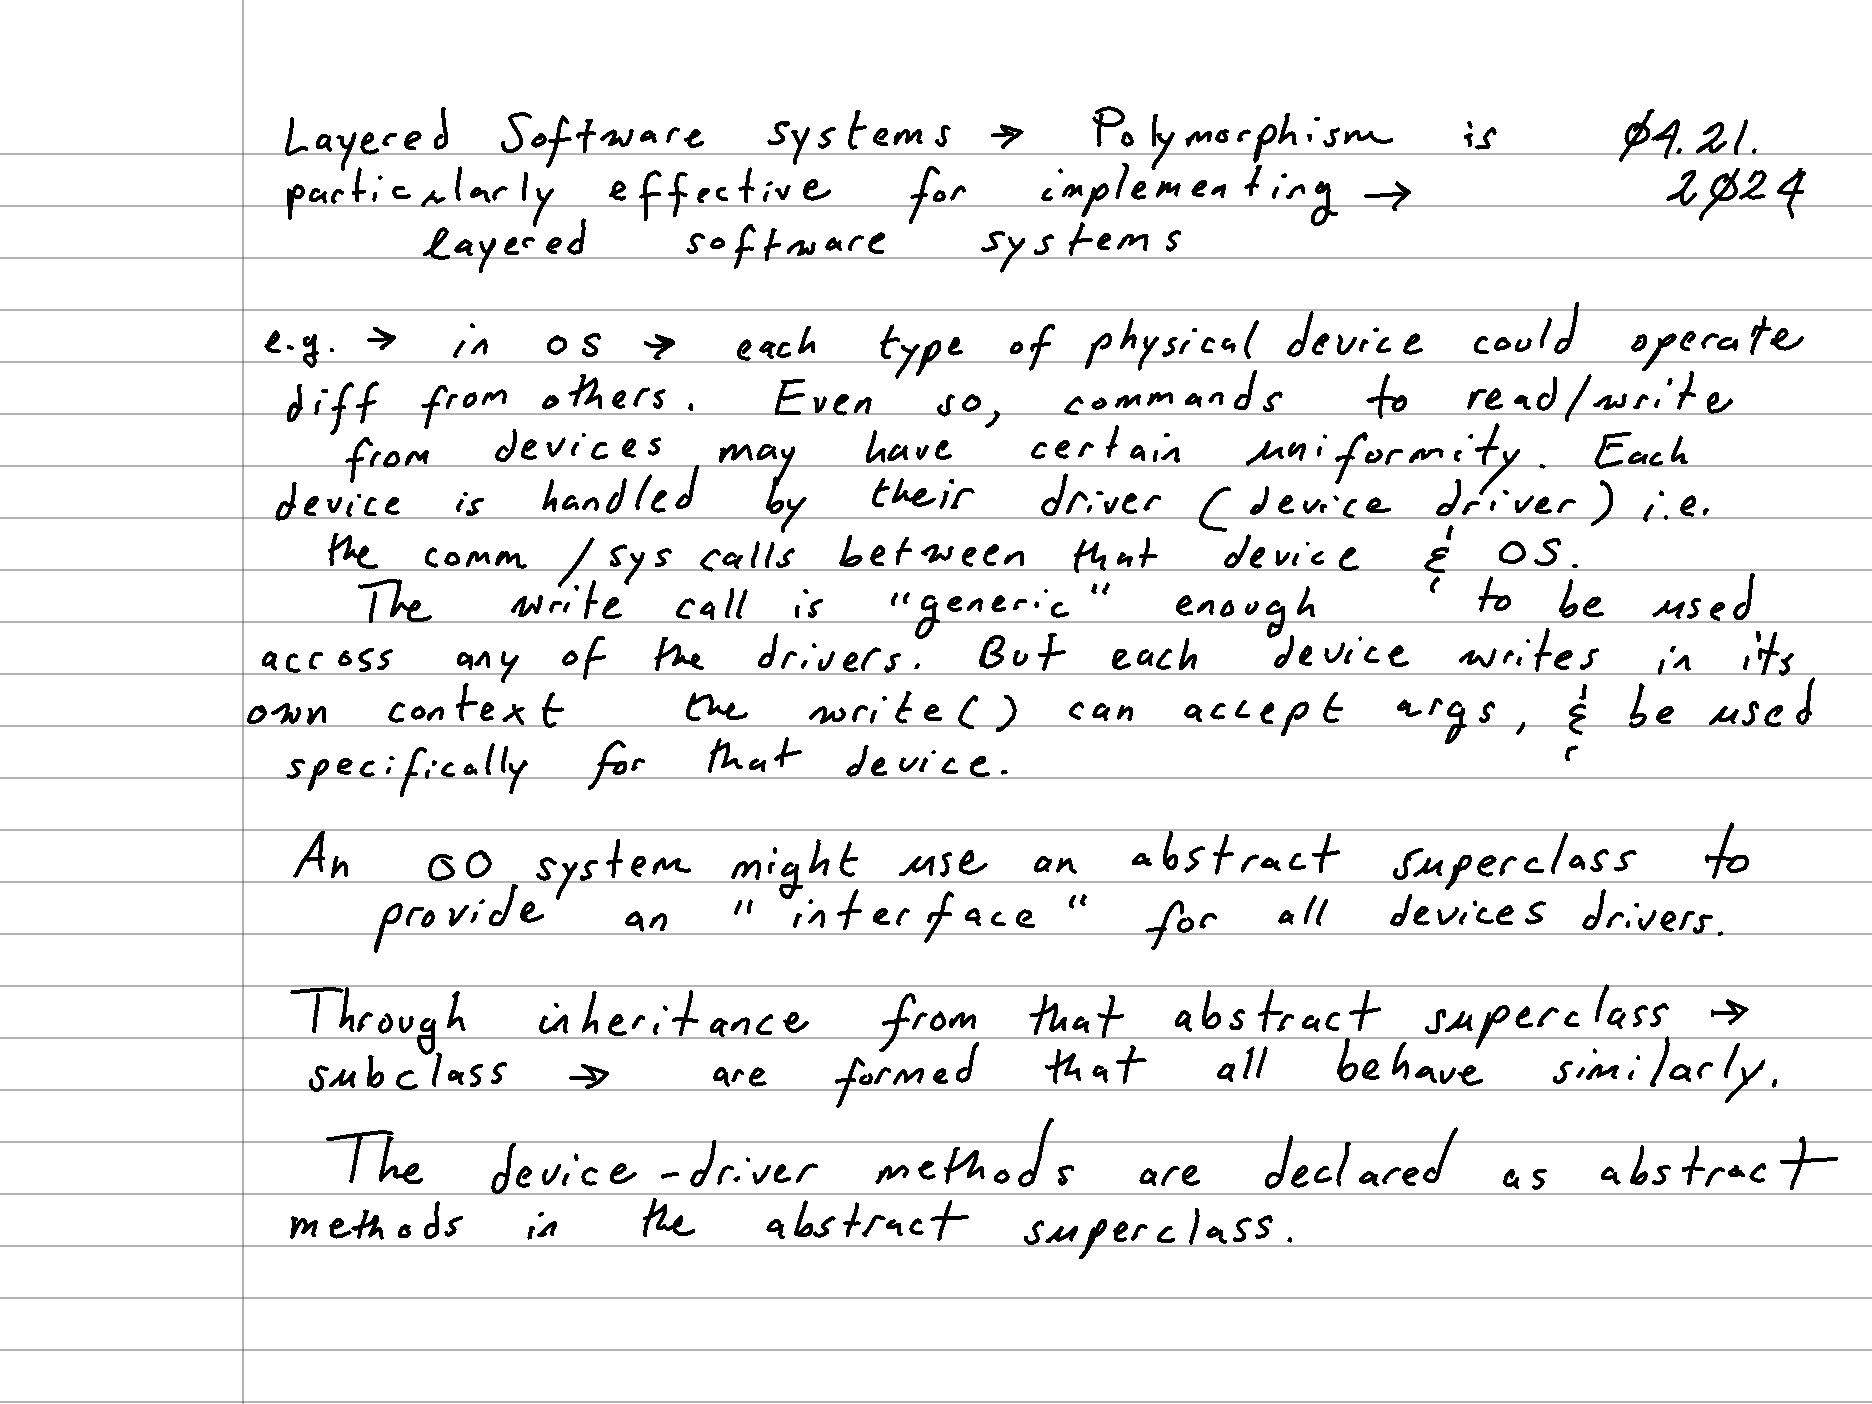 Layered Software systems → Polymorphism is Ø4.21.
particularly effective for implementing → 2Ø24
layered software systems
e.g. → in OS → each type of physical device could operate
diff from others. Even so, commands to read/write
from devices may have certain uniformity. Each
device is handled by their driver (device driver) i.e.
the comm / sys calls between that device & OS.
The write call is "generic" enough to be used
across any of the drivers. But each device writes in its
own context the write() can accept args, & be used
specifically for that device.
An OO system might use an abstract superclass to
provide an "interface" for all devices drivers.
Through inheritance from that abstract superclass →
subclass → are formed that all behave similarly.
The device-driver methods are declared as abstract
methods in the abstract superclass.